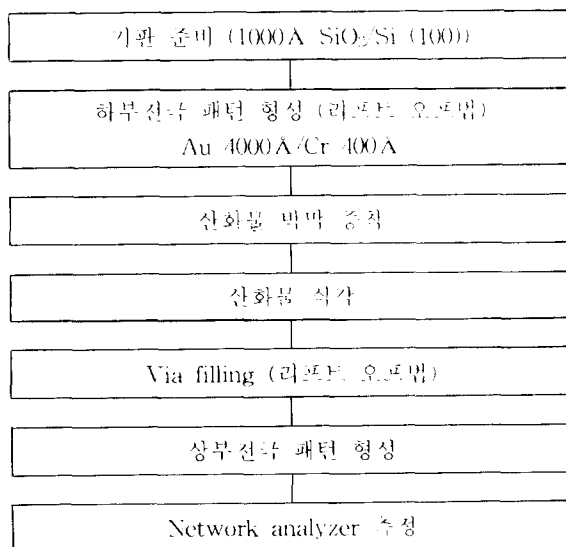 기판 준비 (1000Å SiO₂/Si (100))
하부전극 패턴 형성 (리프트 오프법)
Au 4000Å/Cr 400Å
산화물 박막 증착
산화물 식각
Via filling (리프트 오프법)
상부전극 패턴 형성
Network analyzer 측정